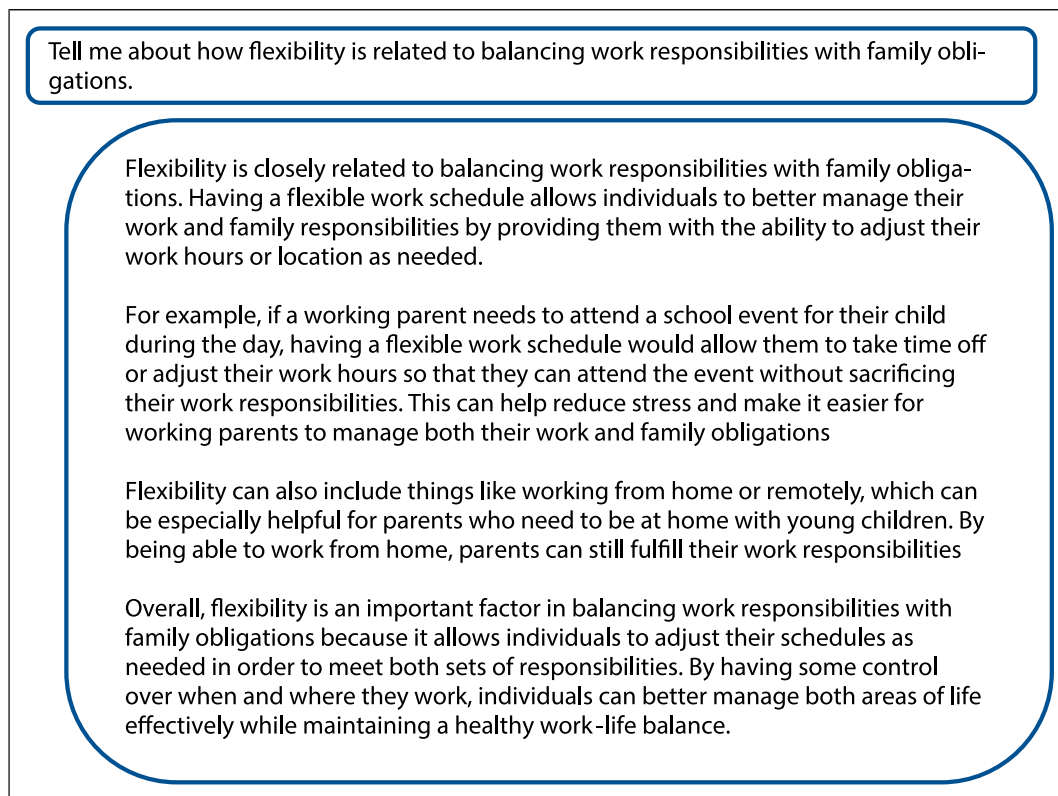 Tell me about how flexibility is related to balancing work responsibilities with family obli-
gations.
Flexibility is closely related to balancing work responsibilities with family obliga-
tions. Having a flexible work schedule allows individuals to better manage their
work and family responsibilities by providing them with the ability to adjust their
work hours or location as needed.
For example, if a working parent needs to attend a school event for their child
during the day, having a flexible work schedule would allow them to take time off
or adjust their work hours so that they can attend the event without sacrificing
their work responsibilities. This can help reduce stress and make it easier for
working parents to manage both their work and family obligations
Flexibility can also include things like working from home or remotely, which can
be especially helpful for parents who need to be at home with young children. By
being able to work from home, parents can still fulfill their work responsibilities
Overall, flexibility is an important factor in balancing work responsibilities with
family obligations because it allows individuals to adjust their schedules as
needed in order to meet both sets of responsibilities. By having some control
over when and where they work, individuals can better manage both areas of life
effectively while maintaining a healthy work-life balance.